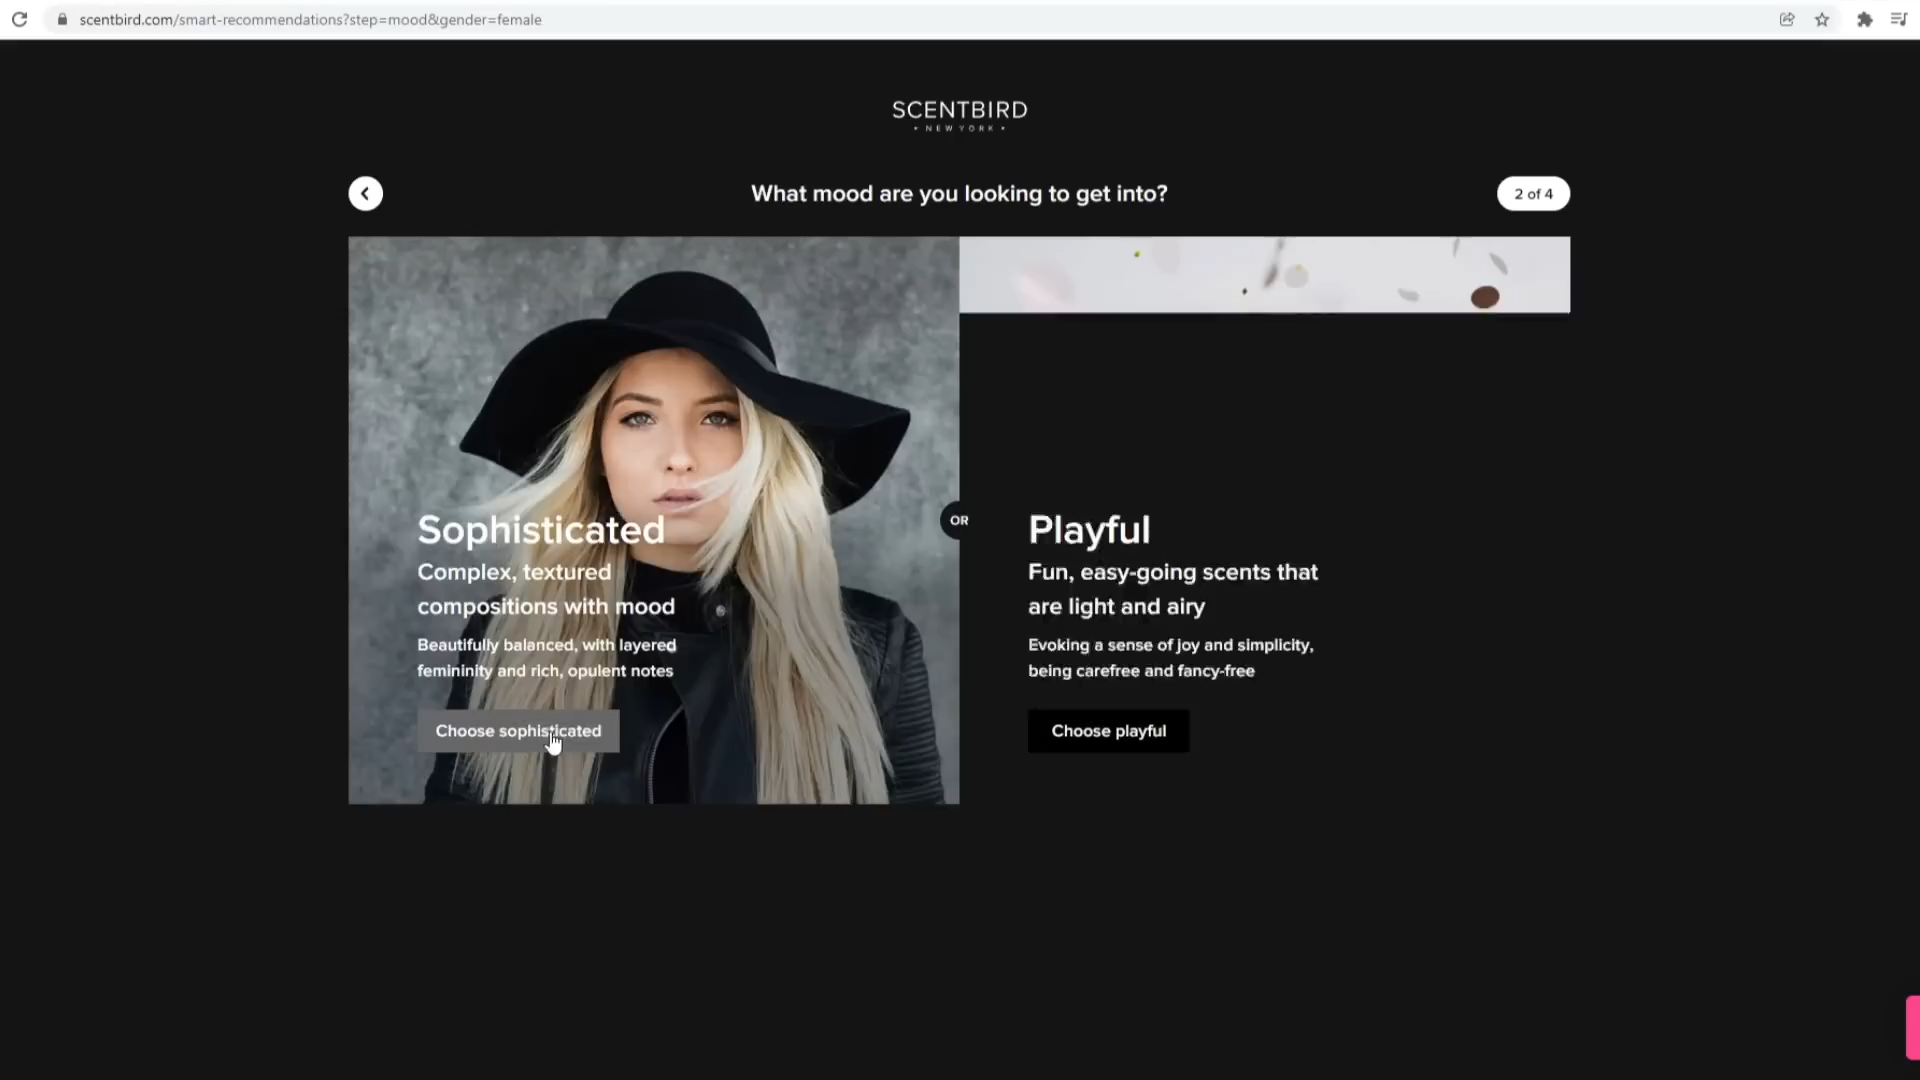 scentbird.com/smart-recommendations?step=mood&gender=female
SCENTBIRD
• NEW YORK •
What mood are you looking to get into?
2 of 4
Sophisticated
Complex, textured
compositions with mood
Beautifully balanced, with layered
femininity and rich, opulent notes
Choose sophisticated
OR
Playful
Fun, easy-going scents that
are light and airy
Evoking a sense of joy and simplicity,
being carefree and fancy-free
Choose playful